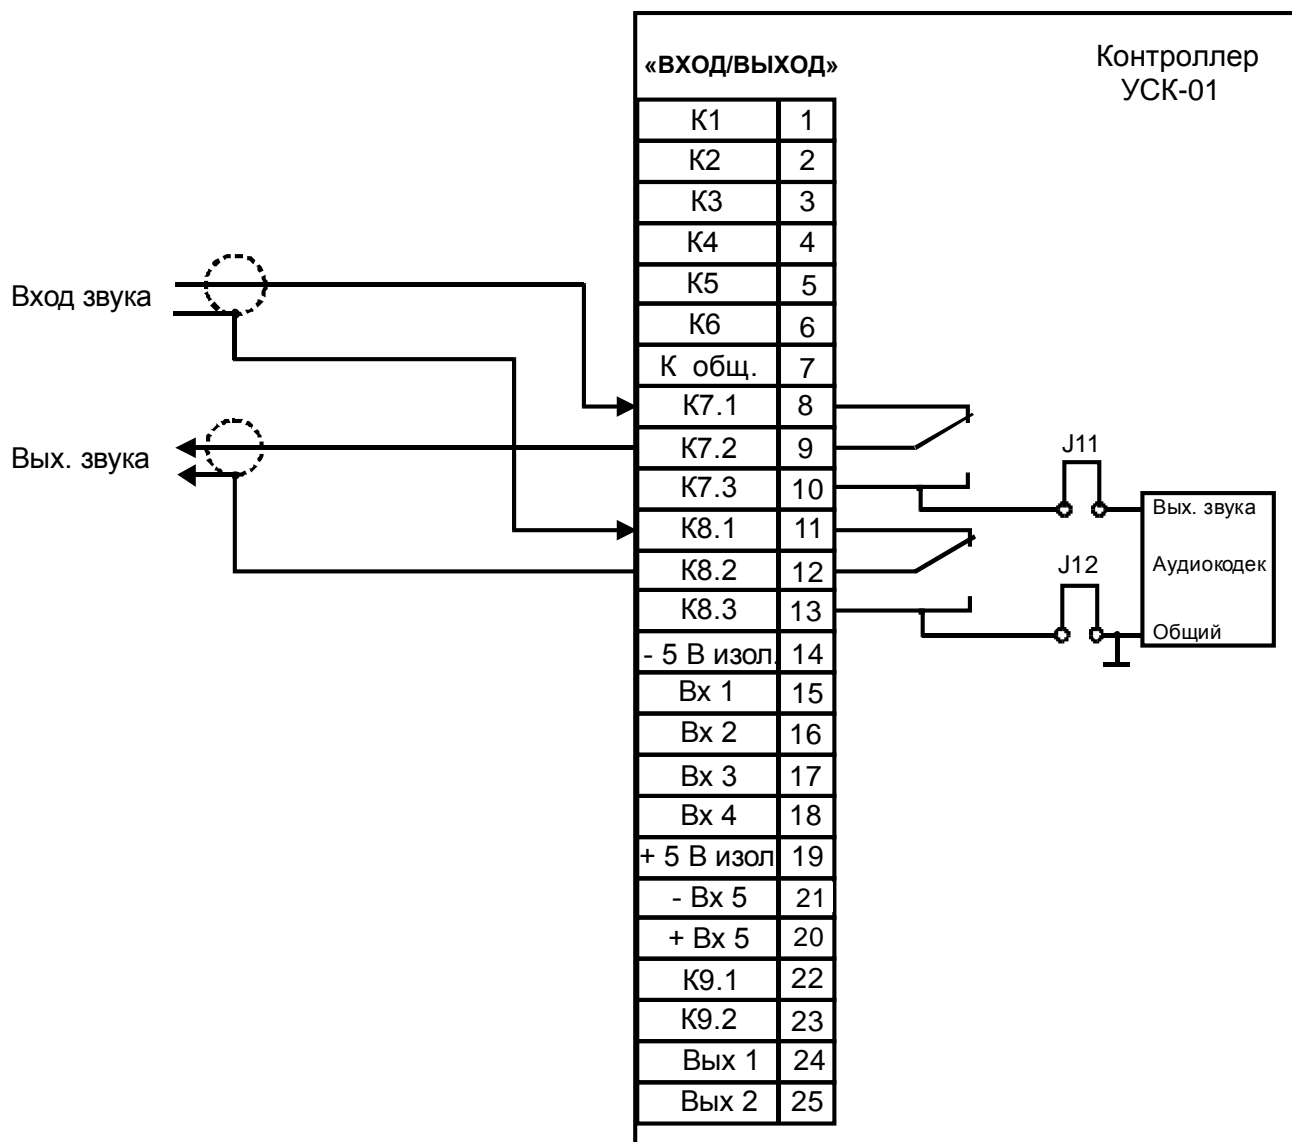 «ВХОД/ВЫХОД»
Контроллер
УСК-01
К1 1
К2 2
К3 3
К4 4
К5 5
К6 6
К общ. 7
К7.1 8
К7.2 9
К7.3 10
К8.1 11
К8.2 12
К8.3 13
- 5 В изол. 14
Вх 1 15
Вх 2 16
Вх 3 17
Вх 4 18
+ 5 В изол 19
- Вх 5 21
+ Вх 5 20
К9.1 22
К9.2 23
Вых 1 24
Вых 2 25
Вход звука
Вых. звука
J11
J12
Вых. звука
Аудиокодек
Общий